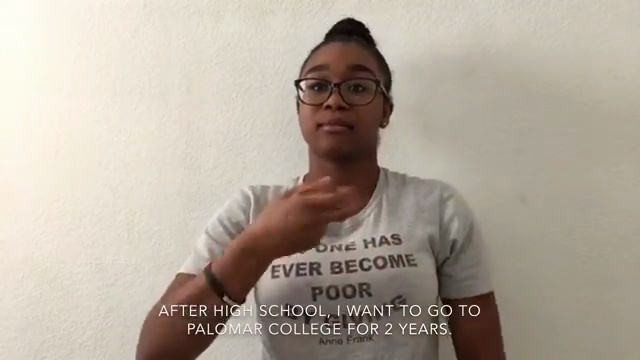 ONE HAS
EVER BECOME
POOR
GIVING
Anne Frank
AFTER HIGH SCHOOL, I WANT TO GO TO
PALOMAR COLLEGE FOR 2 YEARS.